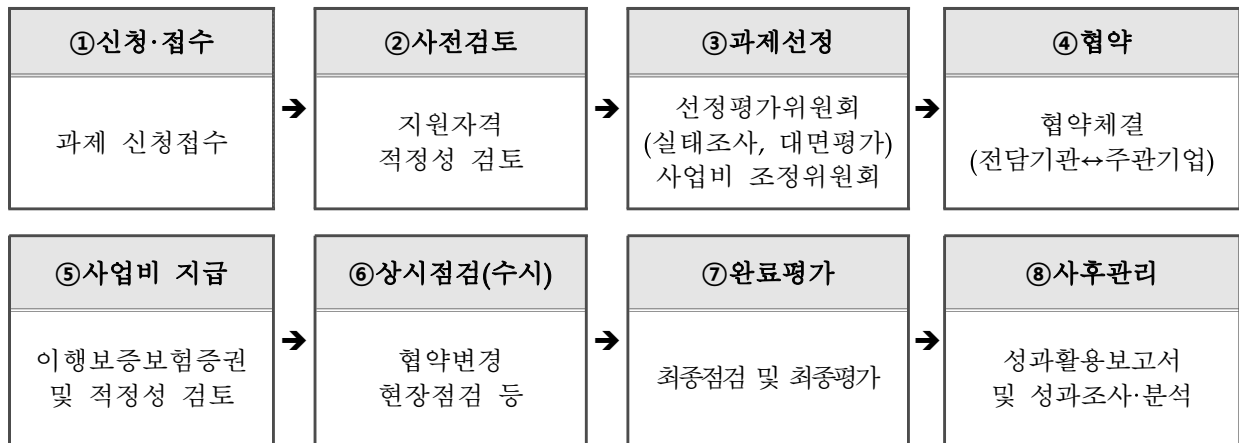 ①신청·접수
과제 신청접수
➔
②사전검토
지원자격
적정성 검토
➔
③과제선정
선정평가위원회
(실태조사, 대면평가)
사업비 조정위원회
➔
④협약
협약체결
(전담기관↔주관기업)
⑤사업비 지급
이행보증보험증권
및 적정성 검토
➔
⑥상시점검(수시)
협약변경
현장점검 등
➔
⑦완료평가
최종점검 및 최종평가
➔
⑧사후관리
성과활용보고서
및 성과조사·분석